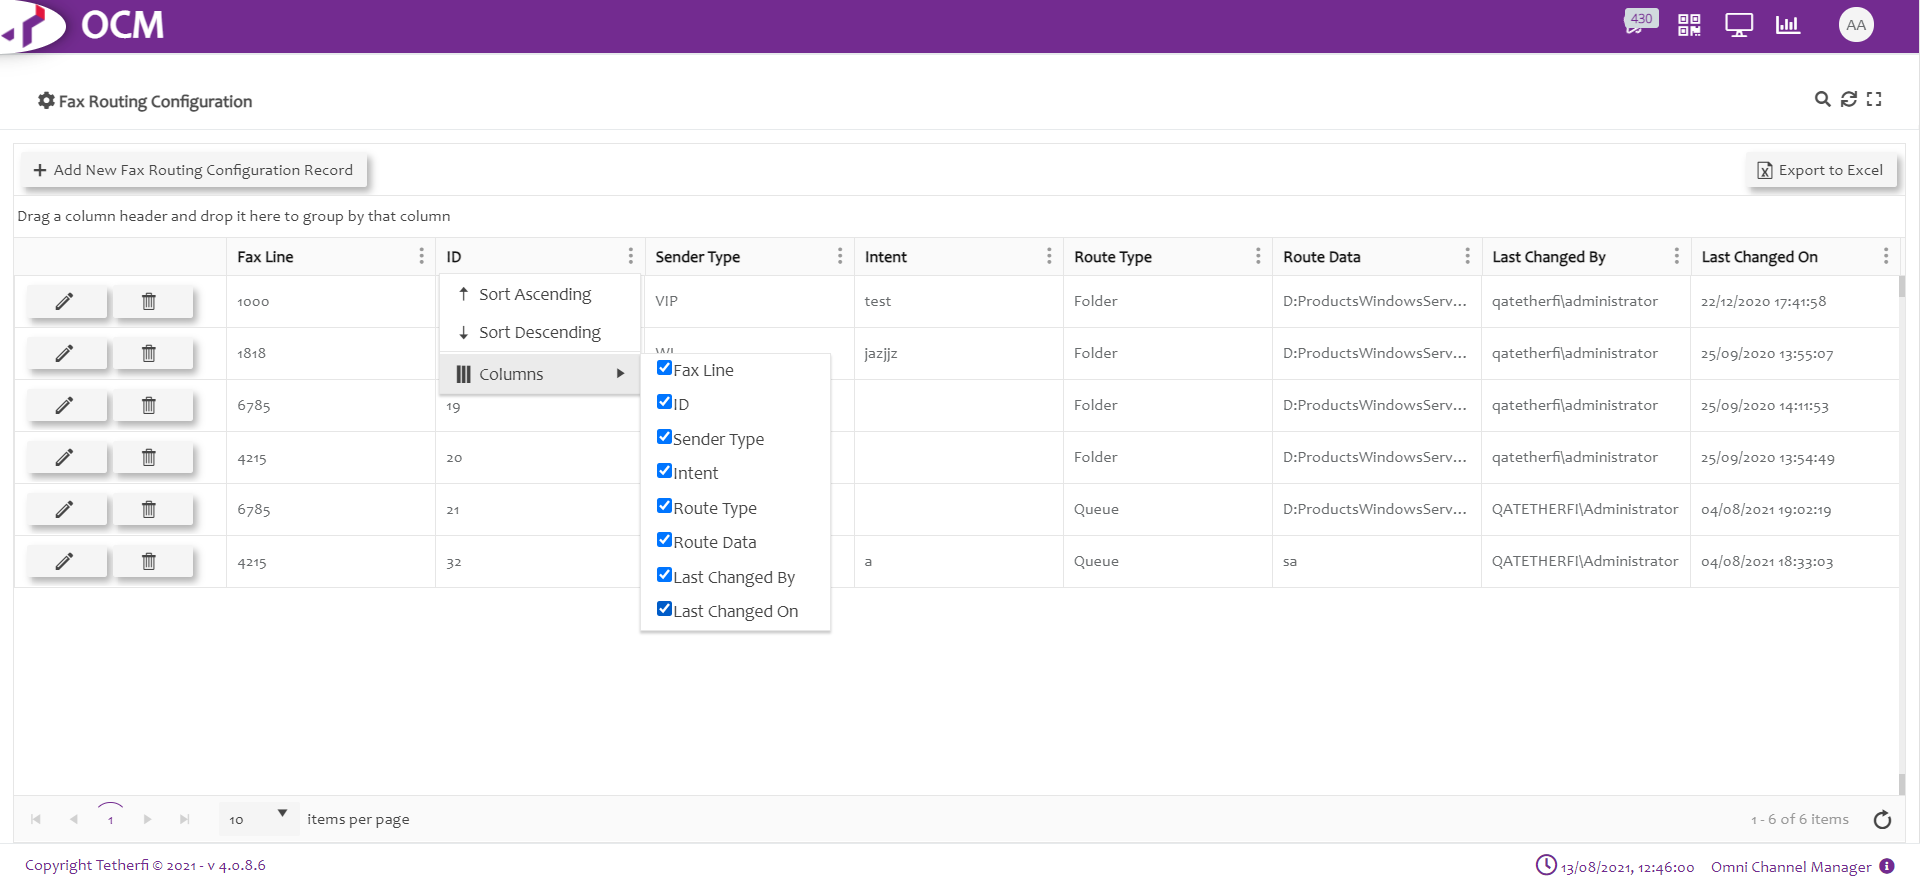 OCM
430
AA
Fax Routing Configuration
+ Add New Fax Routing Configuration Record
Export to Excel
Drag a column header and drop it here to group by that column
Fax Line ID Sender Type Intent Route Type Route Data Last Changed By Last Changed On
1000 VIP test Folder D:ProductsWindowsServ... qatetherfi\administrator 22/12/2020 17:41:58
1818 jazjjz Folder D:ProductsWindowsServ... qatetherfi\administrator 25/09/2020 13:55:07
6785 19 Folder D:ProductsWindowsServ... qatetherfi\administrator 25/09/2020 14:11:53
4215 20 Folder D:ProductsWindowsServ... qatetherfi\administrator 25/09/2020 13:54:49
6785 21 Queue D:ProductsWindowsServ... QATETHERFI\Administrator 04/08/2021 19:02:19
4215 32 a Queue sa QATETHERFI\Administrator 04/08/2021 18:33:03
Sort Ascending
Sort Descending
Columns
Fax Line
ID
Sender Type
Intent
Route Type
Route Data
Last Changed By
Last Changed On
1 10 items per page 1 - 6 of 6 items
Copyright Tetherfi © 2021 - v 4.0.8.6 13/08/2021, 12:46:00 Omni Channel Manager